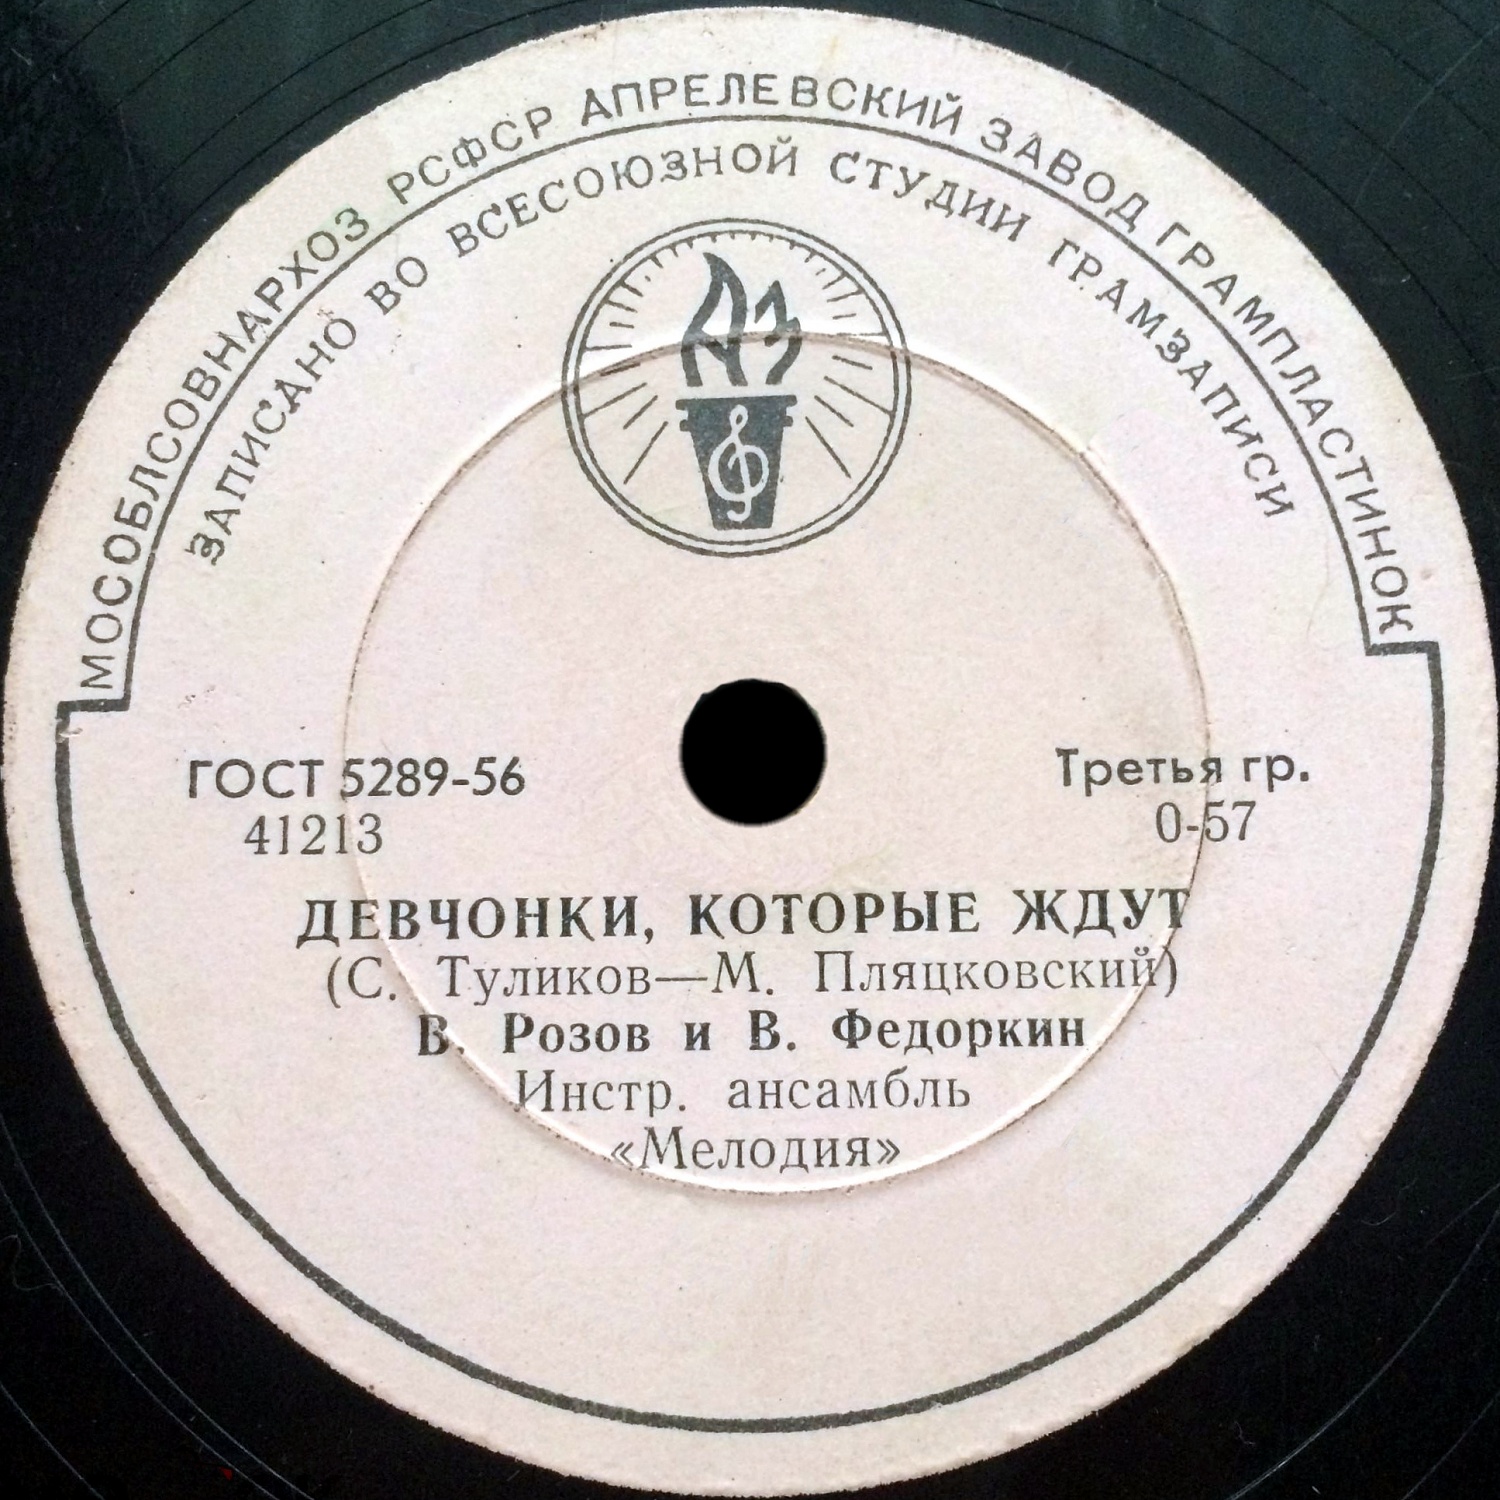 МОСОБЛСОВНАРХОЗ РСФСР АПРЕЛЕВСКИЙ ЗАВОД ГРАМПЛАСТИНОК
ЗАПИСАНО ВО ВСЕСОЮЗНОЙ СТУДИИ ГРАМЗАПИСИ
ГОСТ 5289-56
41213
Третья гр.
0-57
ДЕВЧОНКИ, КОТОРЫЕ ЖДУТ
(С. Туликов—М. Пляцковский)
В. Розов и В. Федоркин
Инстр. ансамбль
«Мелодия»